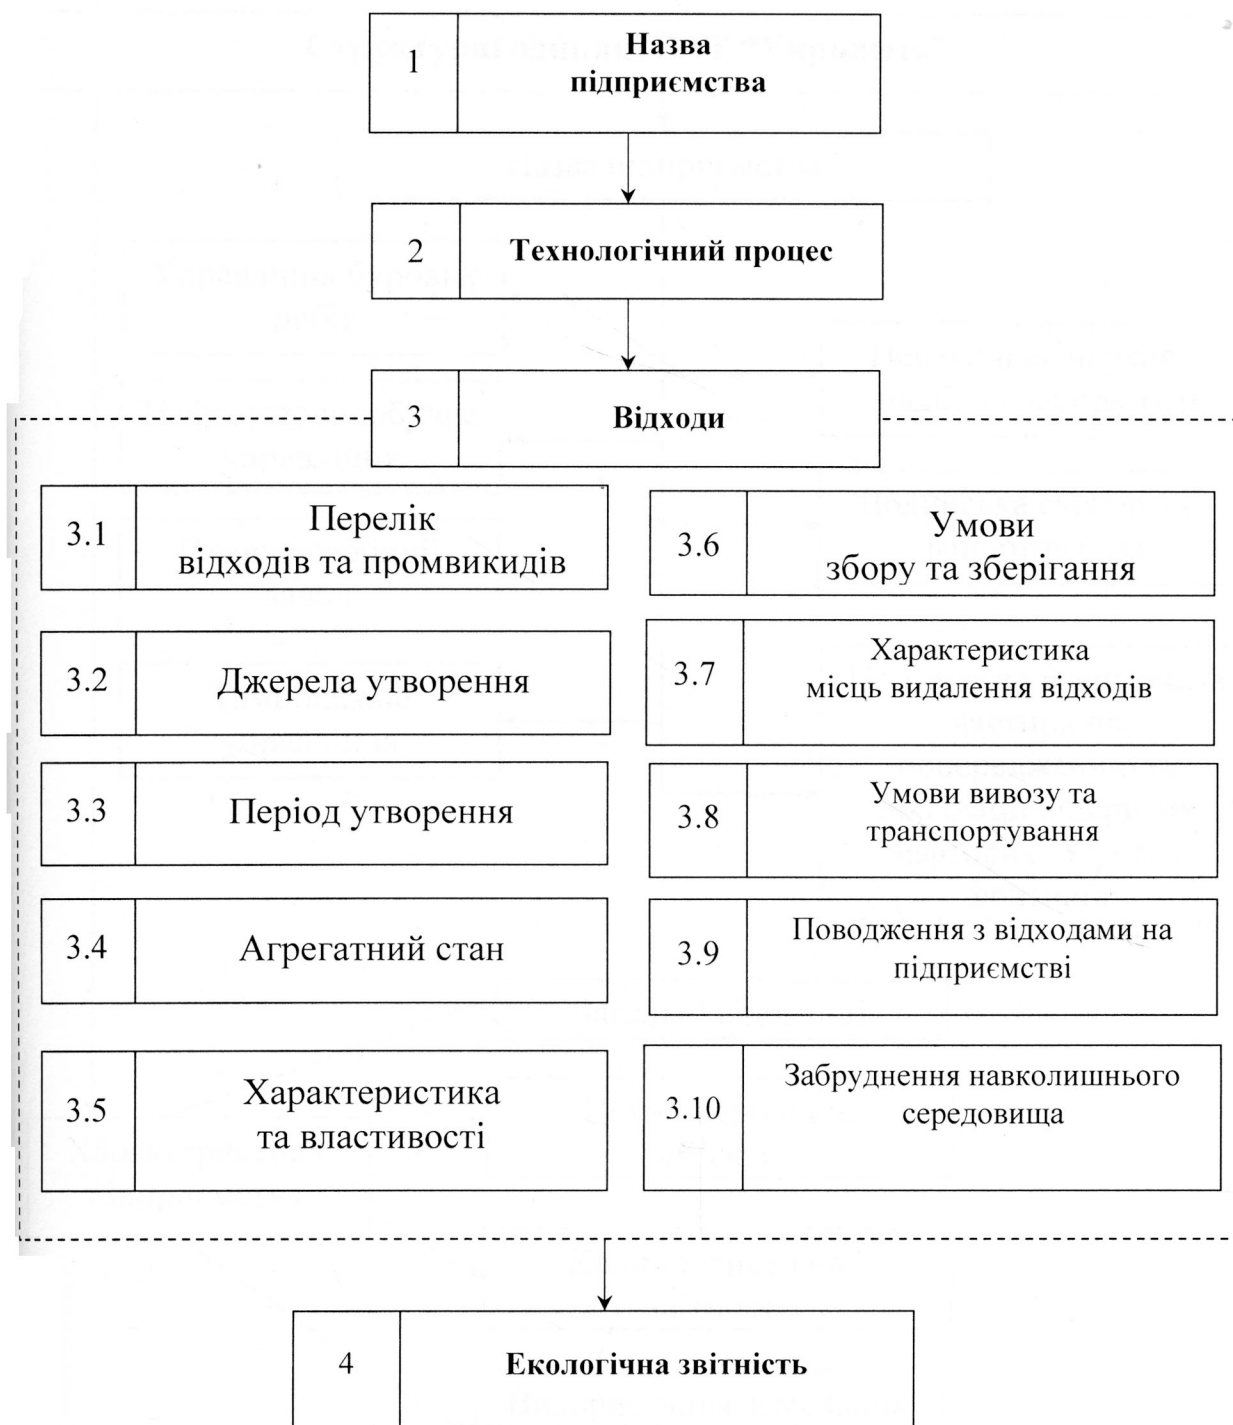 1
Назва
підприємства
2
Технологічний процес
3
Відходи
3.1
Перелік
відходів та промвикидів
3.2
Джерела утворення
3.3
Період утворення
3.4
Агрегатний стан
3.5
Характеристика
та властивості
3.6
Умови
збору та зберігання
3.7
Характеристика
місць видалення відходів
3.8
Умови вивозу та
транспортування
3.9
Поводження з відходами на
підприємстві
3.10
Забруднення навколишнього
середовища
4
Екологічна звітність